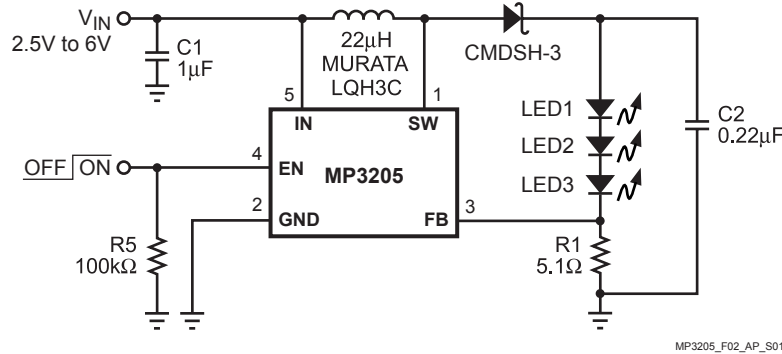 VIN
2.5V to 6V
C1
1µF
22µH
MURATA
LQH3C
CMDSH-3
5
1
IN
SW
LED1
LED2
LED3
C2
0.22µF
OFF ON
4
EN
MP3205
2
GND
FB
3
R5
100kΩ
R1
5.1Ω
MP3205_F02_AP_S01